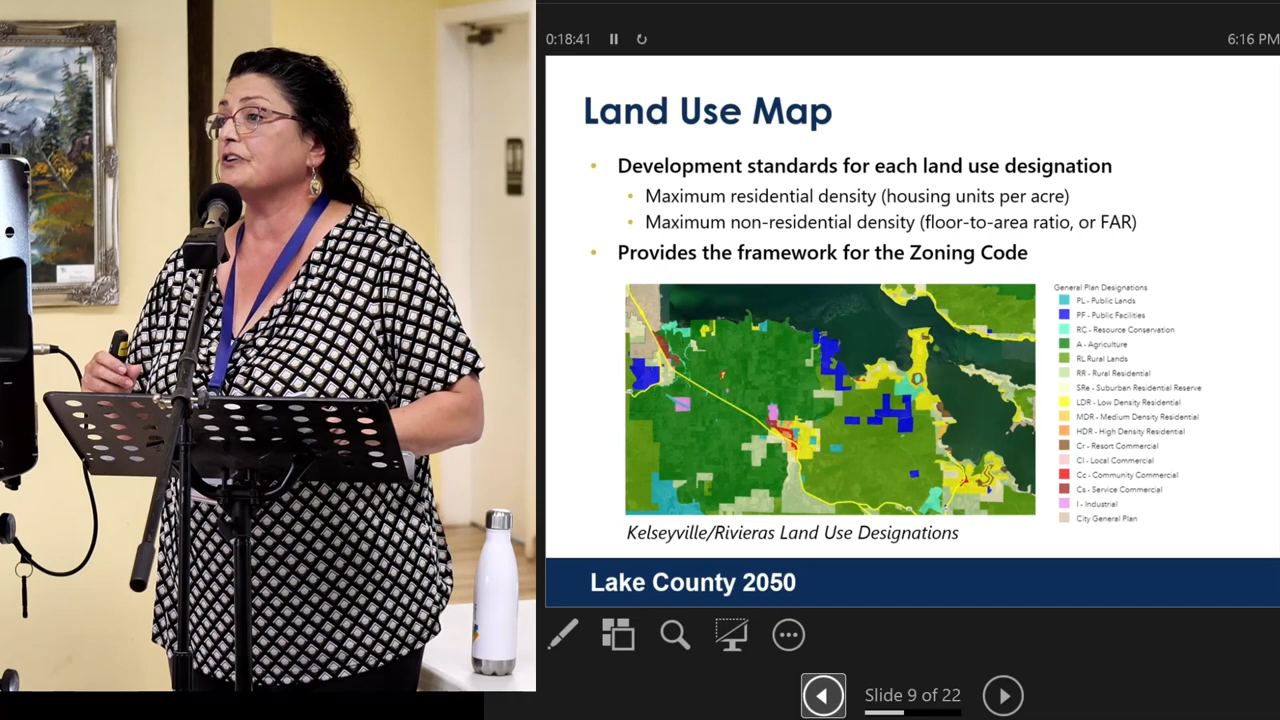 0:18:41
6:16 PM
Land Use Map
• Development standards for each land use designation
• Maximum residential density (housing units per acre)
• Maximum non-residential density (floor-to-area ratio, or FAR)
• Provides the framework for the Zoning Code
General Plan Designations
PL - Public Lands
PF - Public Facilities
RC - Resource Conservation
A - Agriculture
RL Rural Lands
RR - Rural Residential
SRe - Suburban Residential Reserve
LDR - Low Density Residential
MDR - Medium Density Residential
HDR - High Density Residential
Cr - Resort Commercial
Cl - Local Commercial
Cc - Community Commercial
Cs - Service Commercial
I - Industrial
City General Plan
Kelseyville/Rivieras Land Use Designations
Lake County 2050
Slide 9 of 22